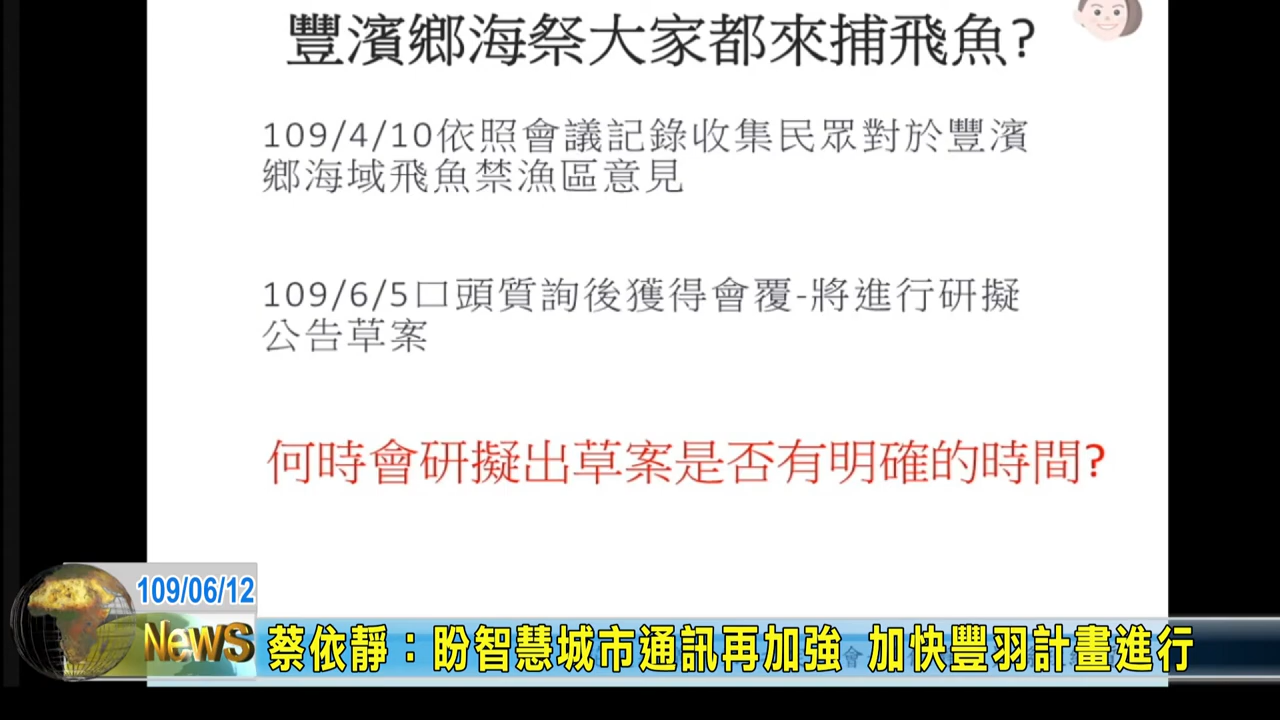 豐濱鄉海祭大家都來捕飛魚?
109/4/10依照會議記錄收集民眾對於豐濱
鄉海域飛魚禁漁區意見
109/6/5口頭質詢後獲得會覆-將進行研擬
公告草案
何時會研擬出草案是否有明確的時間?
109/06/12
NewS
蔡依靜：盼智慧城市通訊再加強 加快豐羽計畫進行